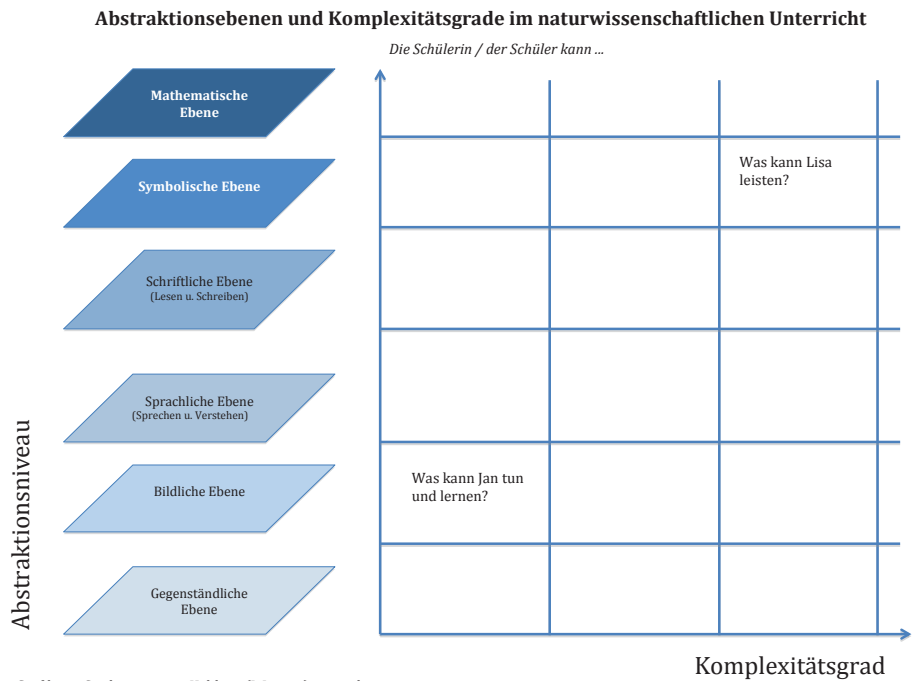 Abstraktionsebenen und Komplexitätsgrade im naturwissenschaftlichen Unterricht
Die Schülerin / der Schüler kann ...
Mathematische
Ebene
Symbolische Ebene
Was kann Lisa
leisten?
Schriftliche Ebene
(Lesen u. Schreiben)
Sprachliche Ebene
(Sprechen u. Verstehen)
Bildliche Ebene
Was kann Jan tun
und lernen?
Gegenständliche
Ebene
Abstraktionsniveau
Komplexitätsgrad